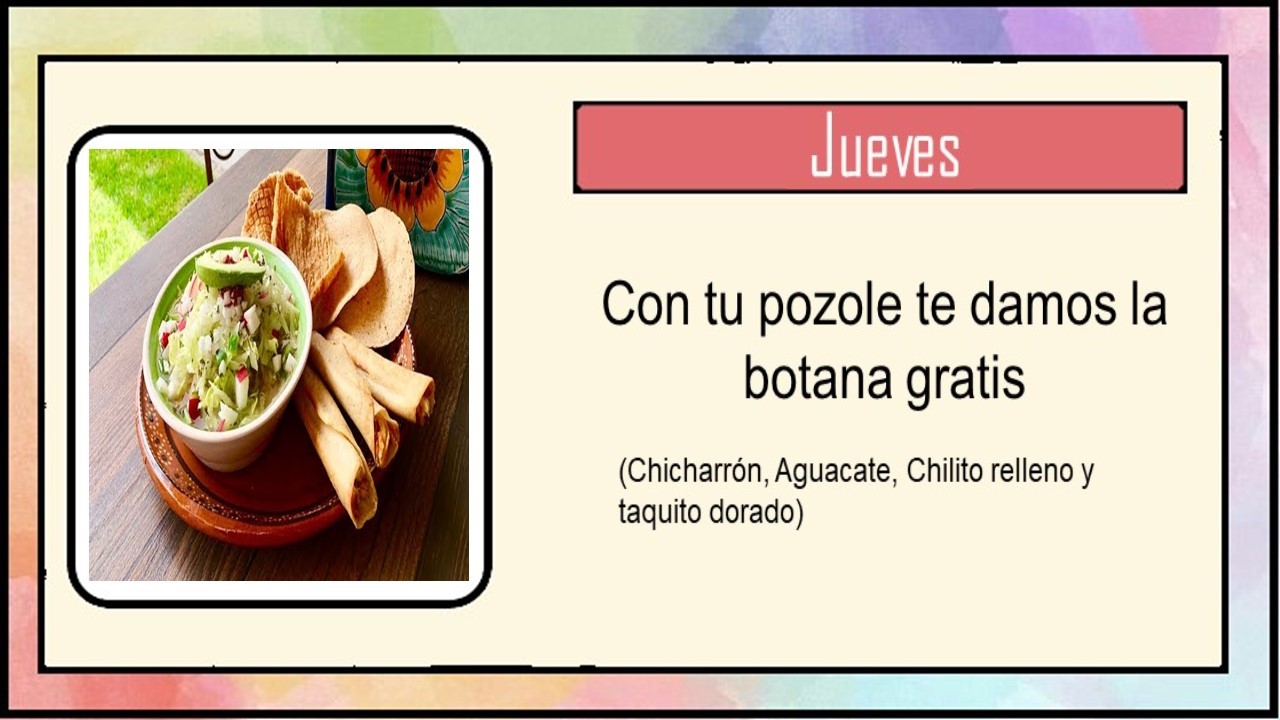 Jueves
Con tu pozole te damos la
botana gratis
(Chicharrón, Aguacate, Chilito relleno y
taquito dorado)